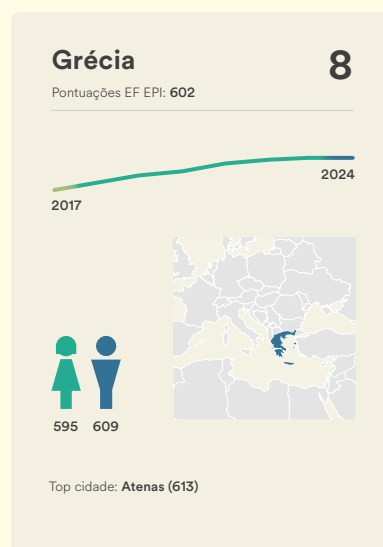 Grécia 8
Pontuações EF EPI: 602
2024
2017
595 609
Top cidade: Atenas (613)